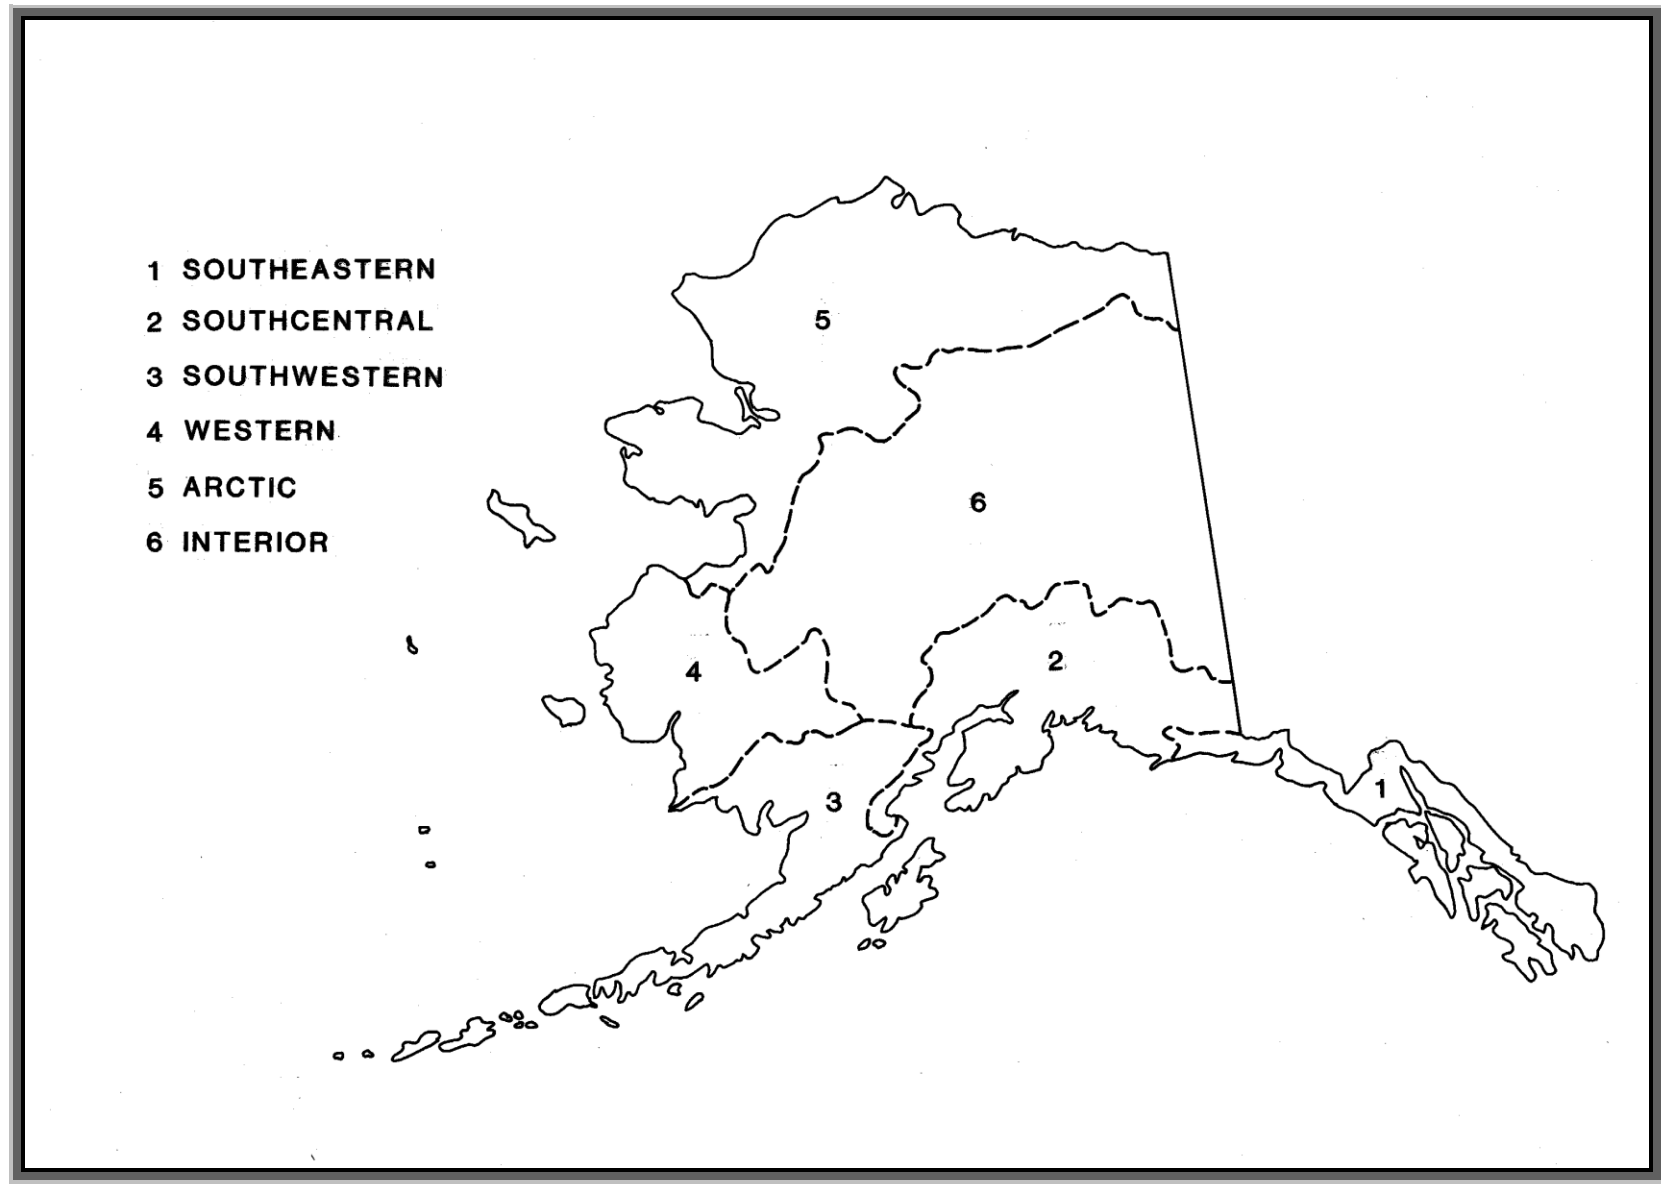 1 SOUTHEASTERN
2 SOUTHCENTRAL
3 SOUTHWESTERN
4 WESTERN
5 ARCTIC
6 INTERIOR
5
6
2
4
1
3